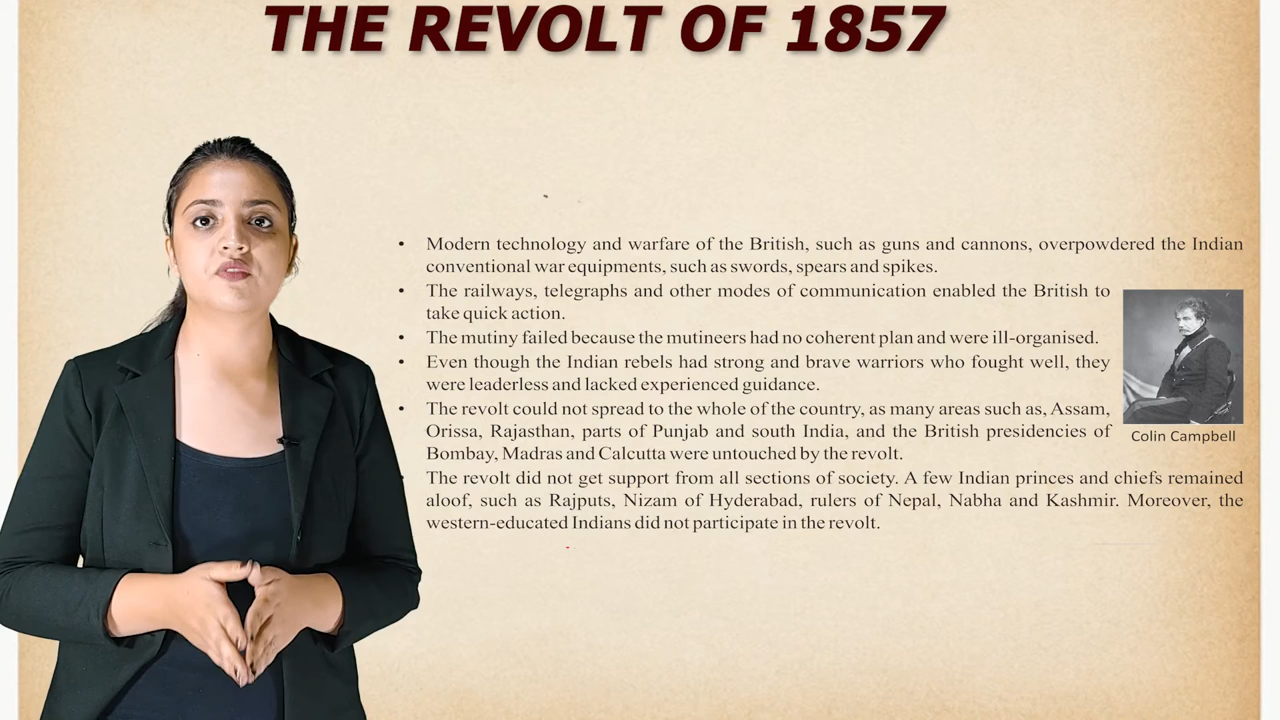 THE REVOLT OF 1857
• Modern technology and warfare of the British, such as guns and cannons, overpowdered the Indian
conventional war equipments, such as swords, spears and spikes.
• The railways, telegraphs and other modes of communication enabled the British to
take quick action.
• The mutiny failed because the mutineers had no coherent plan and were ill-organised.
• Even though the Indian rebels had strong and brave warriors who fought well, they
were leaderless and lacked experienced guidance.
• The revolt could not spread to the whole of the country, as many areas such as, Assam,
Orissa, Rajasthan, parts of Punjab and south India, and the British presidencies of
Bombay, Madras and Calcutta were untouched by the revolt.
• The revolt did not get support from all sections of society. A few Indian princes and chiefs remained
aloof, such as Rajputs, Nizam of Hyderabad, rulers of Nepal, Nabha and Kashmir. Moreover, the
western-educated Indians did not participate in the revolt.
Colin Campbell